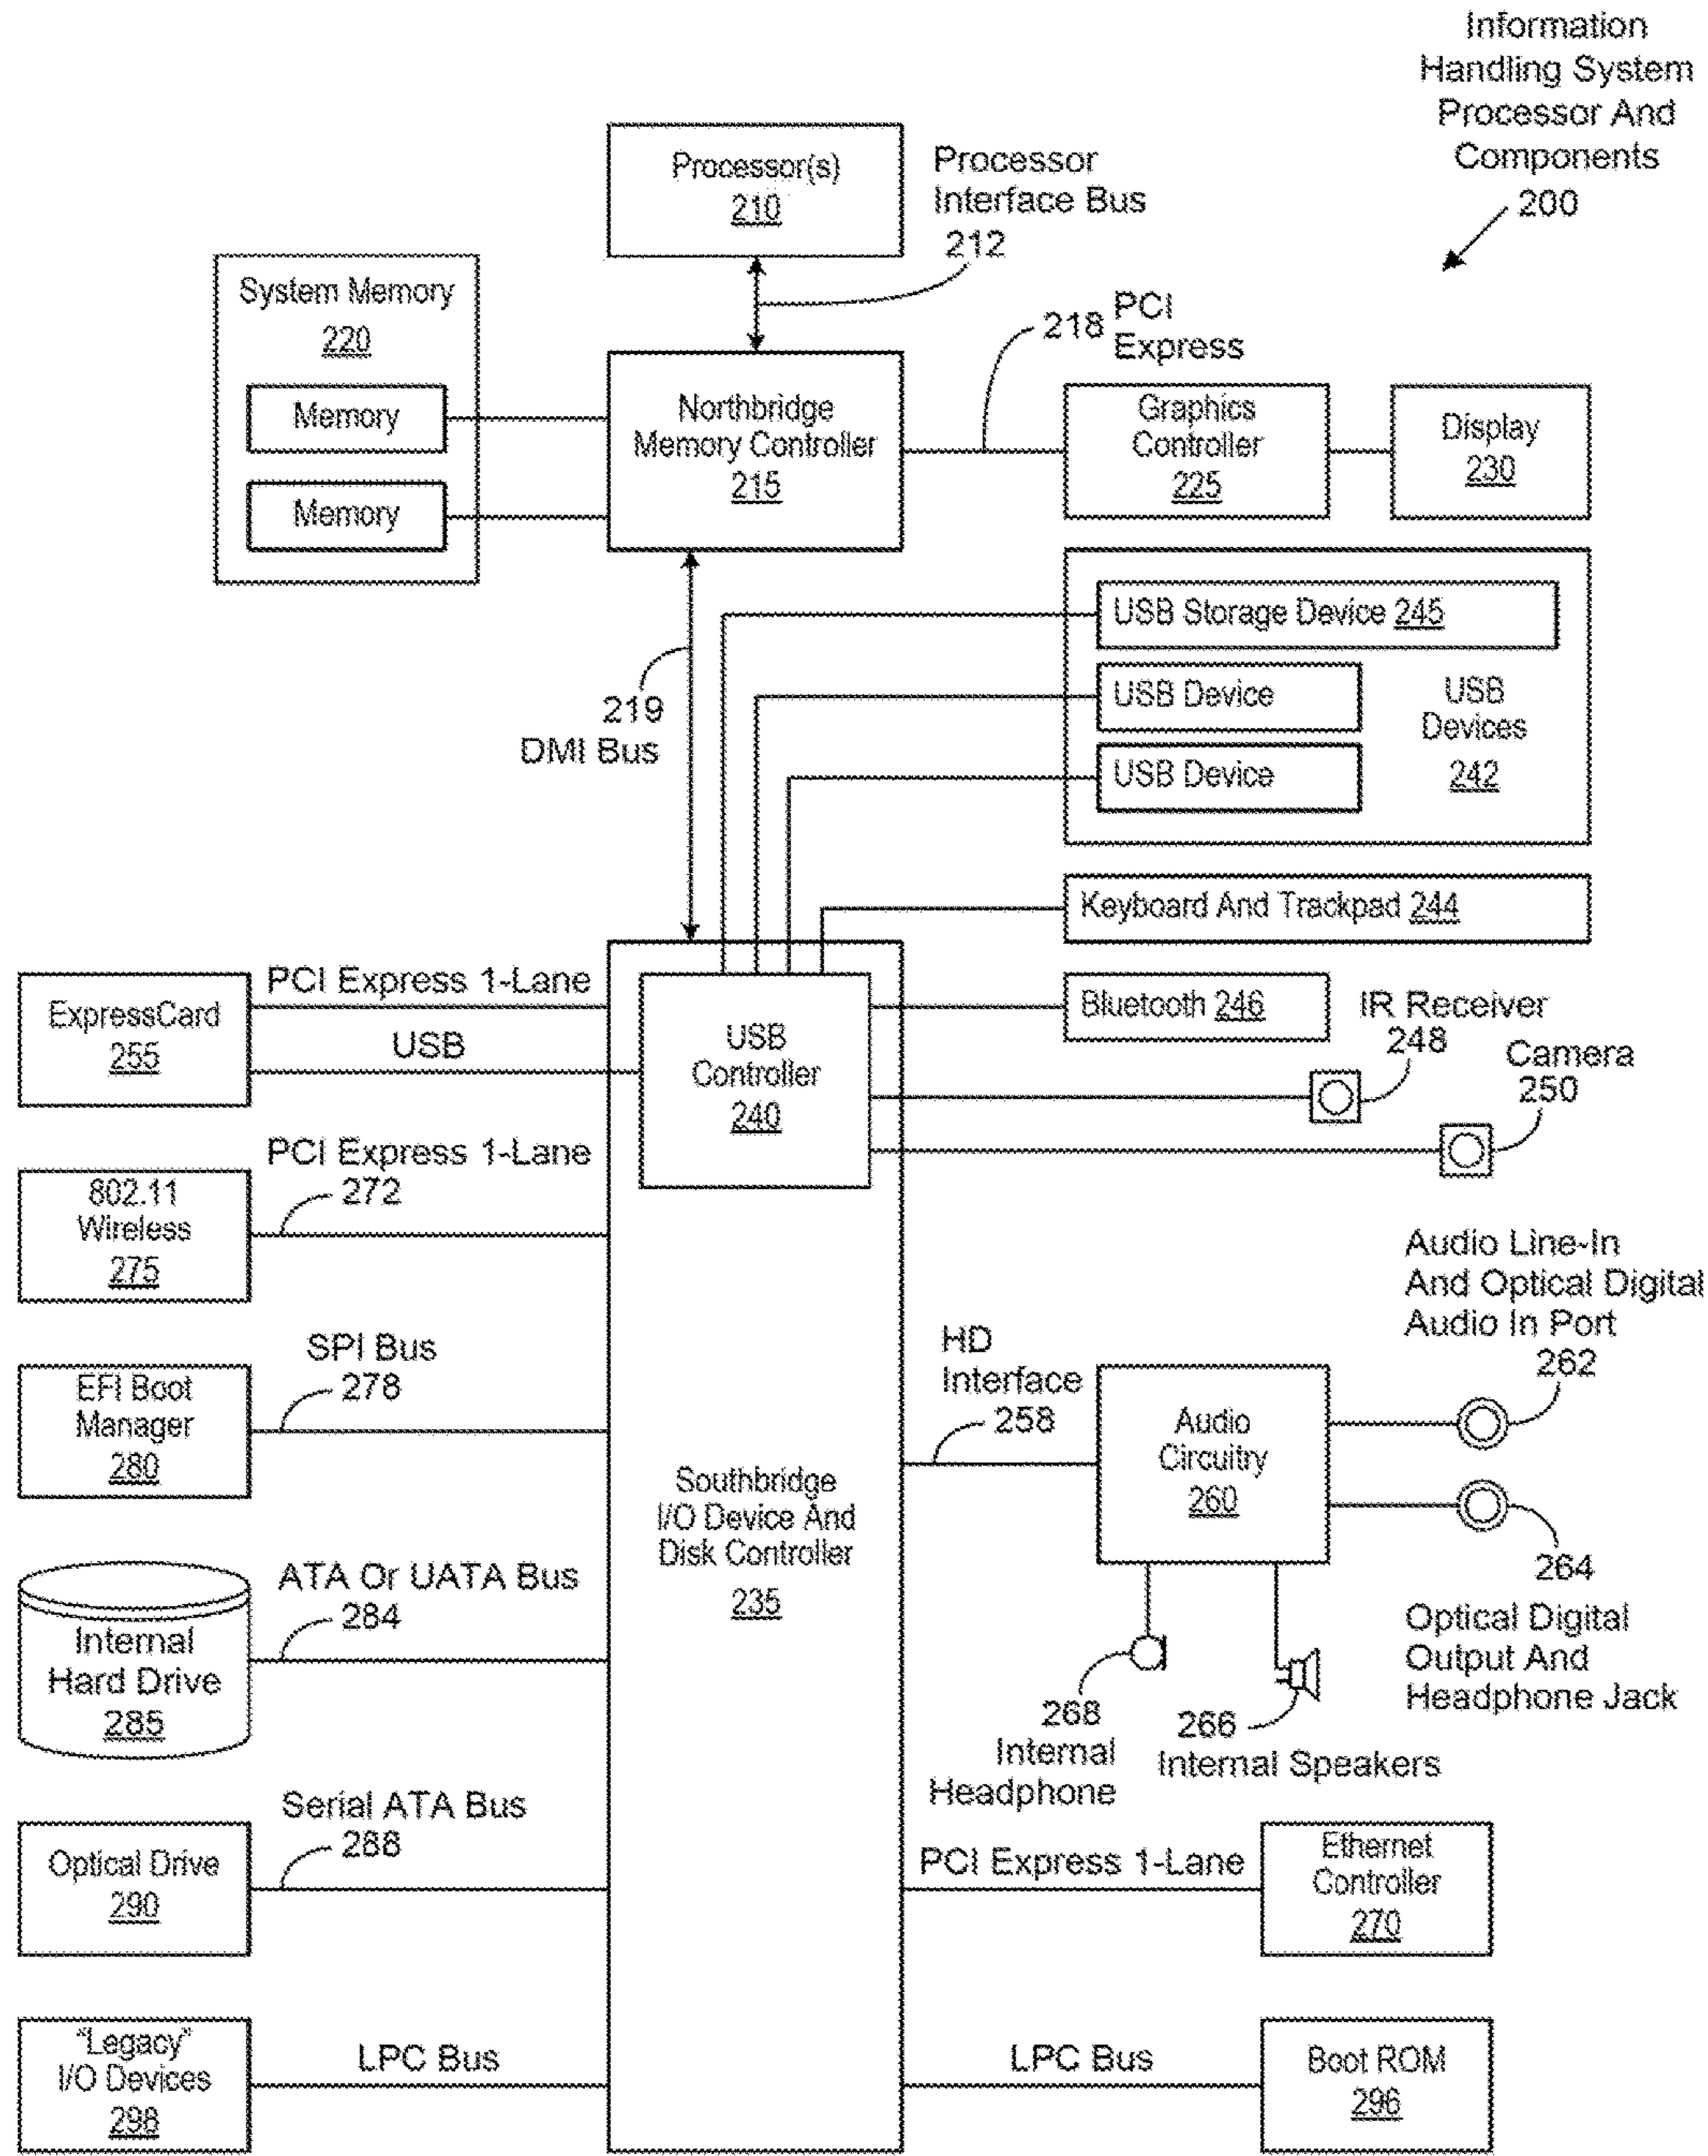 Information
Handling System
Processor And
Components
200
Processor(s)
210
Processor
Interface Bus
212
System Memory
220
Memory
Memory
Northbridge
Memory Controller
215
218
PCI
Express
Graphics
Controller
225
Display
230
USB Storage Device 245
USB Device
USB Device
USB
Devices
242
219
DMI Bus
Keyboard And Trackpad 244
ExpressCard
255
PCI Express 1-Lane
USB
USB
Controller
240
Bluetooth 246
IR Receiver
248
Camera
250
PCI Express 1-Lane
272
802.11
Wireless
275
SPI Bus
278
EFI Boot
Manager
280
Southbridge
I/O Device And
Disk Controller
235
HD
Interface
258
Audio
Circuitry
260
Audio Line-In
And Optical Digital
Audio In Port
262
264
Optical Digital
Output And
Headphone Jack
268
Internal
Headphone
266
Internal Speakers
ATA Or UATA Bus
284
Internal
Hard Drive
285
Serial ATA Bus
288
Optical Drive
290
PCI Express 1-Lane
Ethernet
Controller
270
"Legacy"
I/O Devices
298
LPC Bus
LPC Bus
Boot ROM
296